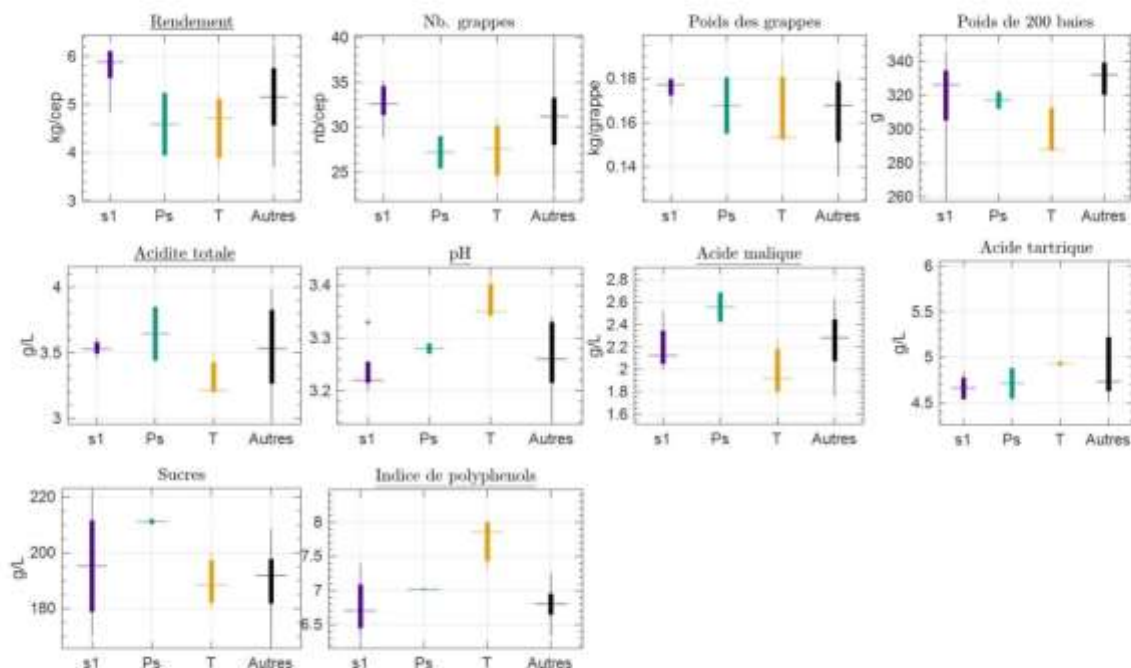 Rendement
Nb. grappes
Poids des grappes
Poids de 200 baies
kg/cep
6
5
4
3
s1 Ps T Autres
nb/cep
40
35
30
25
s1 Ps T Autres
kg/grappe
0.18
0.16
0.14
s1 Ps T Autres
g
340
320
300
280
260
s1 Ps T Autres
Acidite totale
pH
Acide malique
Acide tartrique
g/L
4
3.5
3
s1 Ps T Autres
3.4
3.3
3.2
s1 Ps T Autres
g/L
2.8
2.6
2.4
2.2
2
1.8
1.6
s1 Ps T Autres
g/L
6
5.5
5
4.5
s1 Ps T Autres
Sucres
Indice de polyphenols
g/L
220
200
180
s1 Ps T Autres
8
7.5
7
6.5
s1 Ps T Autres